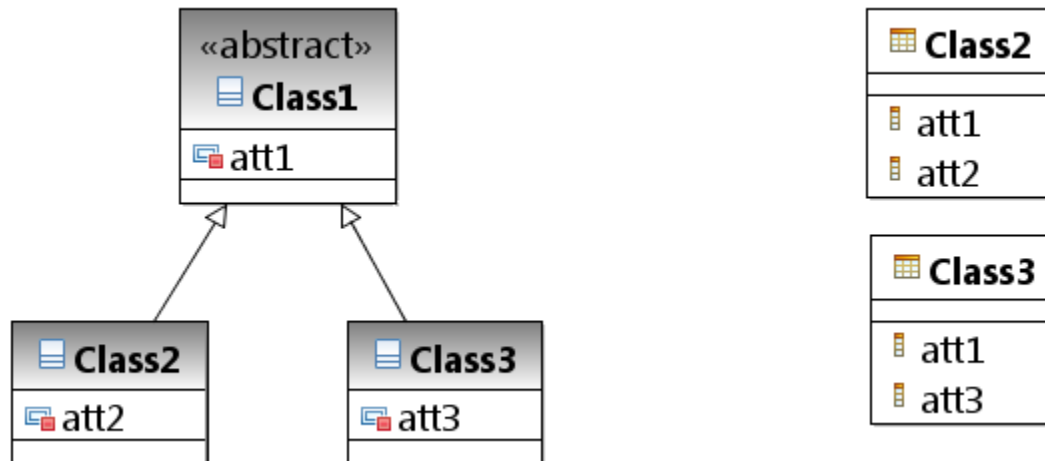 «abstract»
Class1
att1
Class2
att2
Class3
att3
Class2
att1
att2
Class3
att1
att3